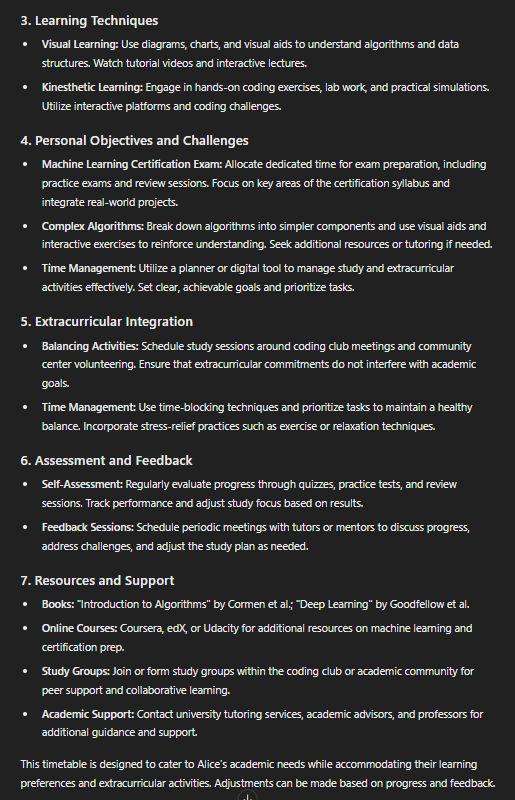 3. Learning Techniques
• Visual Learning: Use diagrams, charts, and visual aids to understand algorithms and data
structures. Watch tutorial videos and interactive lectures.
• Kinesthetic Learning: Engage in hands-on coding exercises, lab work, and practical simulations.
Utilize interactive platforms and coding challenges.
4. Personal Objectives and Challenges
• Machine Learning Certification Exam: Allocate dedicated time for exam preparation, including
practice exams and review sessions. Focus on key areas of the certification syllabus and
integrate real-world projects.
• Complex Algorithms: Break down algorithms into simpler components and use visual aids and
interactive exercises to reinforce understanding. Seek additional resources or tutoring if needed.
• Time Management: Utilize a planner or digital tool to manage study and extracurricular
activities effectively. Set clear, achievable goals and prioritize tasks.
5. Extracurricular Integration
• Balancing Activities: Schedule study sessions around coding club meetings and community
center volunteering. Ensure that extracurricular commitments do not interfere with academic
goals.
• Time Management: Use time-blocking techniques and prioritize tasks to maintain a healthy
balance. Incorporate stress-relief practices such as exercise or relaxation techniques.
6. Assessment and Feedback
• Self-Assessment: Regularly evaluate progress through quizzes, practice tests, and review
sessions. Track performance and adjust study focus based on results.
• Feedback Sessions: Schedule periodic meetings with tutors or mentors to discuss progress,
address challenges, and adjust the study plan as needed.
7. Resources and Support
• Books: "Introduction to Algorithms" by Cormen et al.; "Deep Learning" by Goodfellow et al.
• Online Courses: Coursera, edX, or Udacity for additional resources on machine learning and
certification prep.
• Study Groups: Join or form study groups within the coding club or academic community for
peer support and collaborative learning.
• Academic Support: Contact university tutoring services, academic advisors, and professors for
additional guidance and support.
This timetable is designed to cater to Alice's academic needs while accommodating their learning
preferences and extracurricular activities. Adjustments can be made based on progress and feedback.